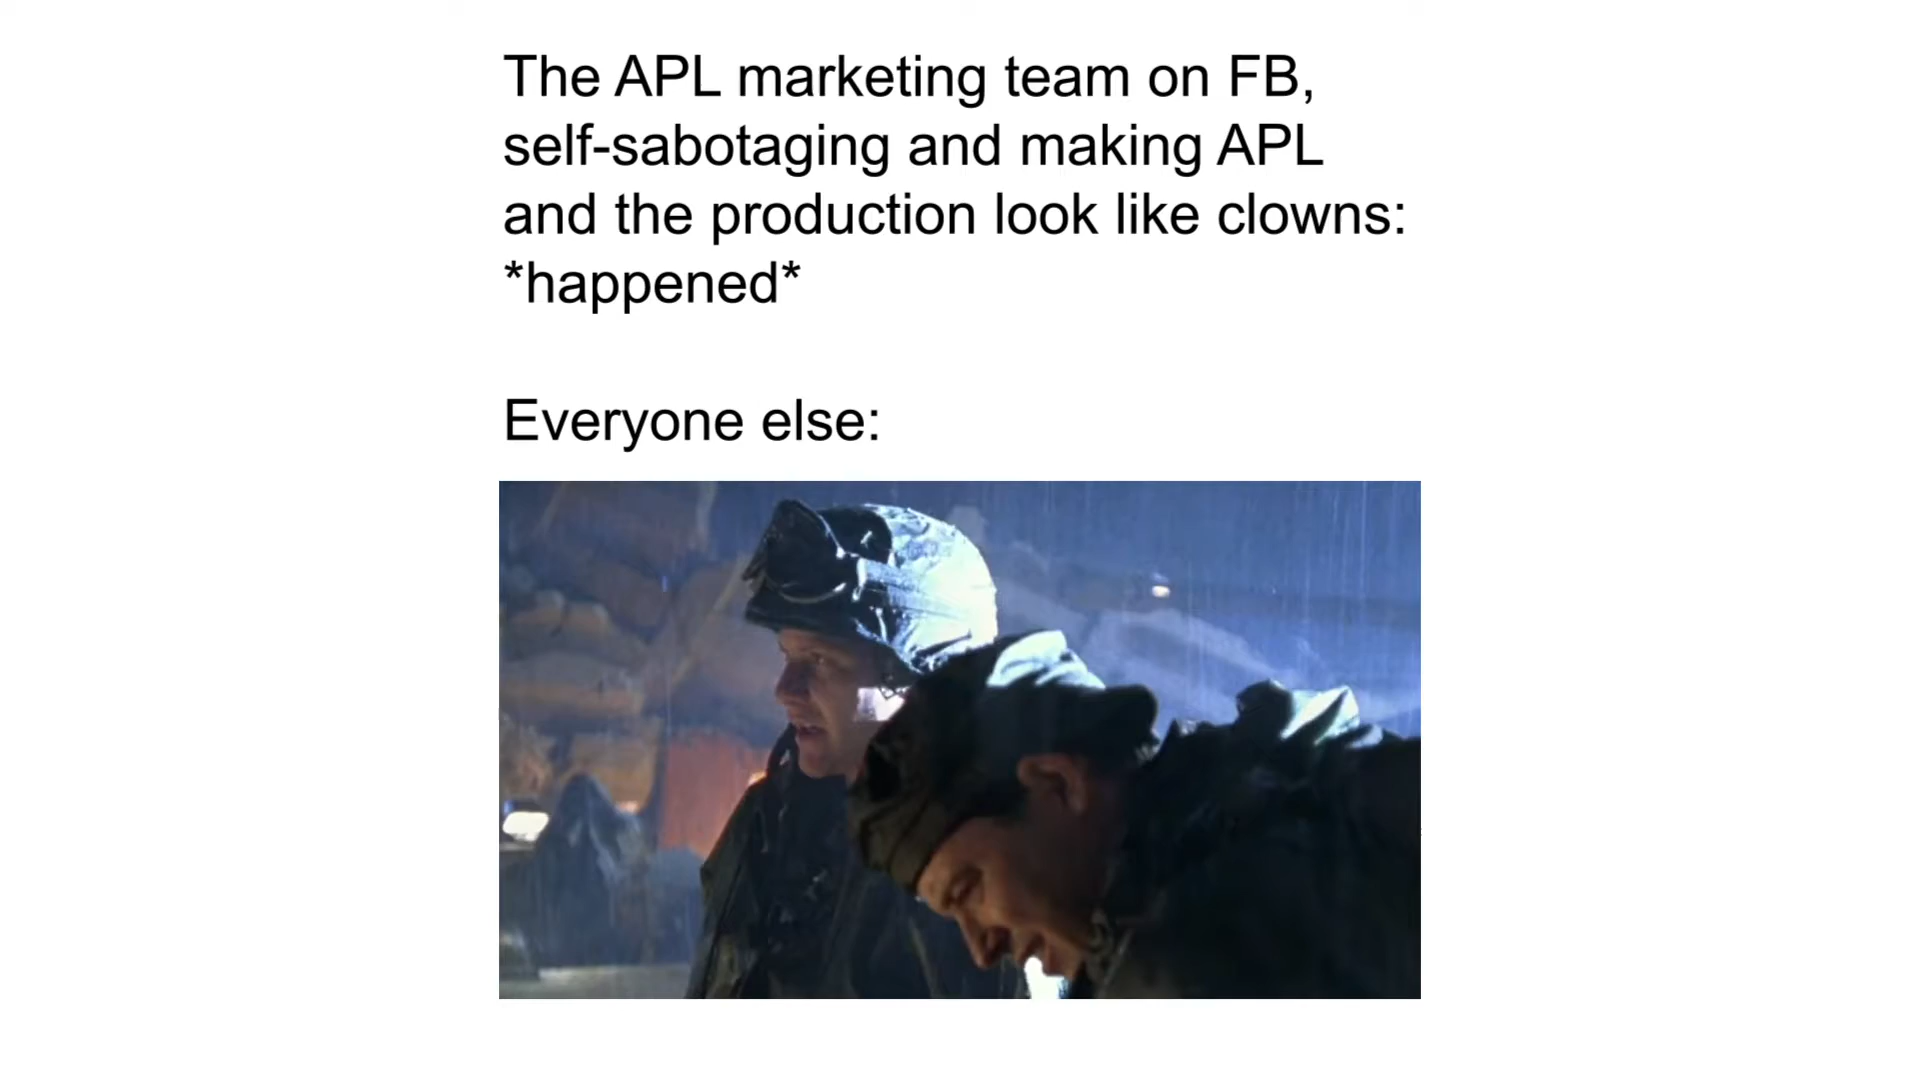 The APL marketing team on FB,
self-sabotaging and making APL
and the production look like clowns:
*happened*
Everyone else: